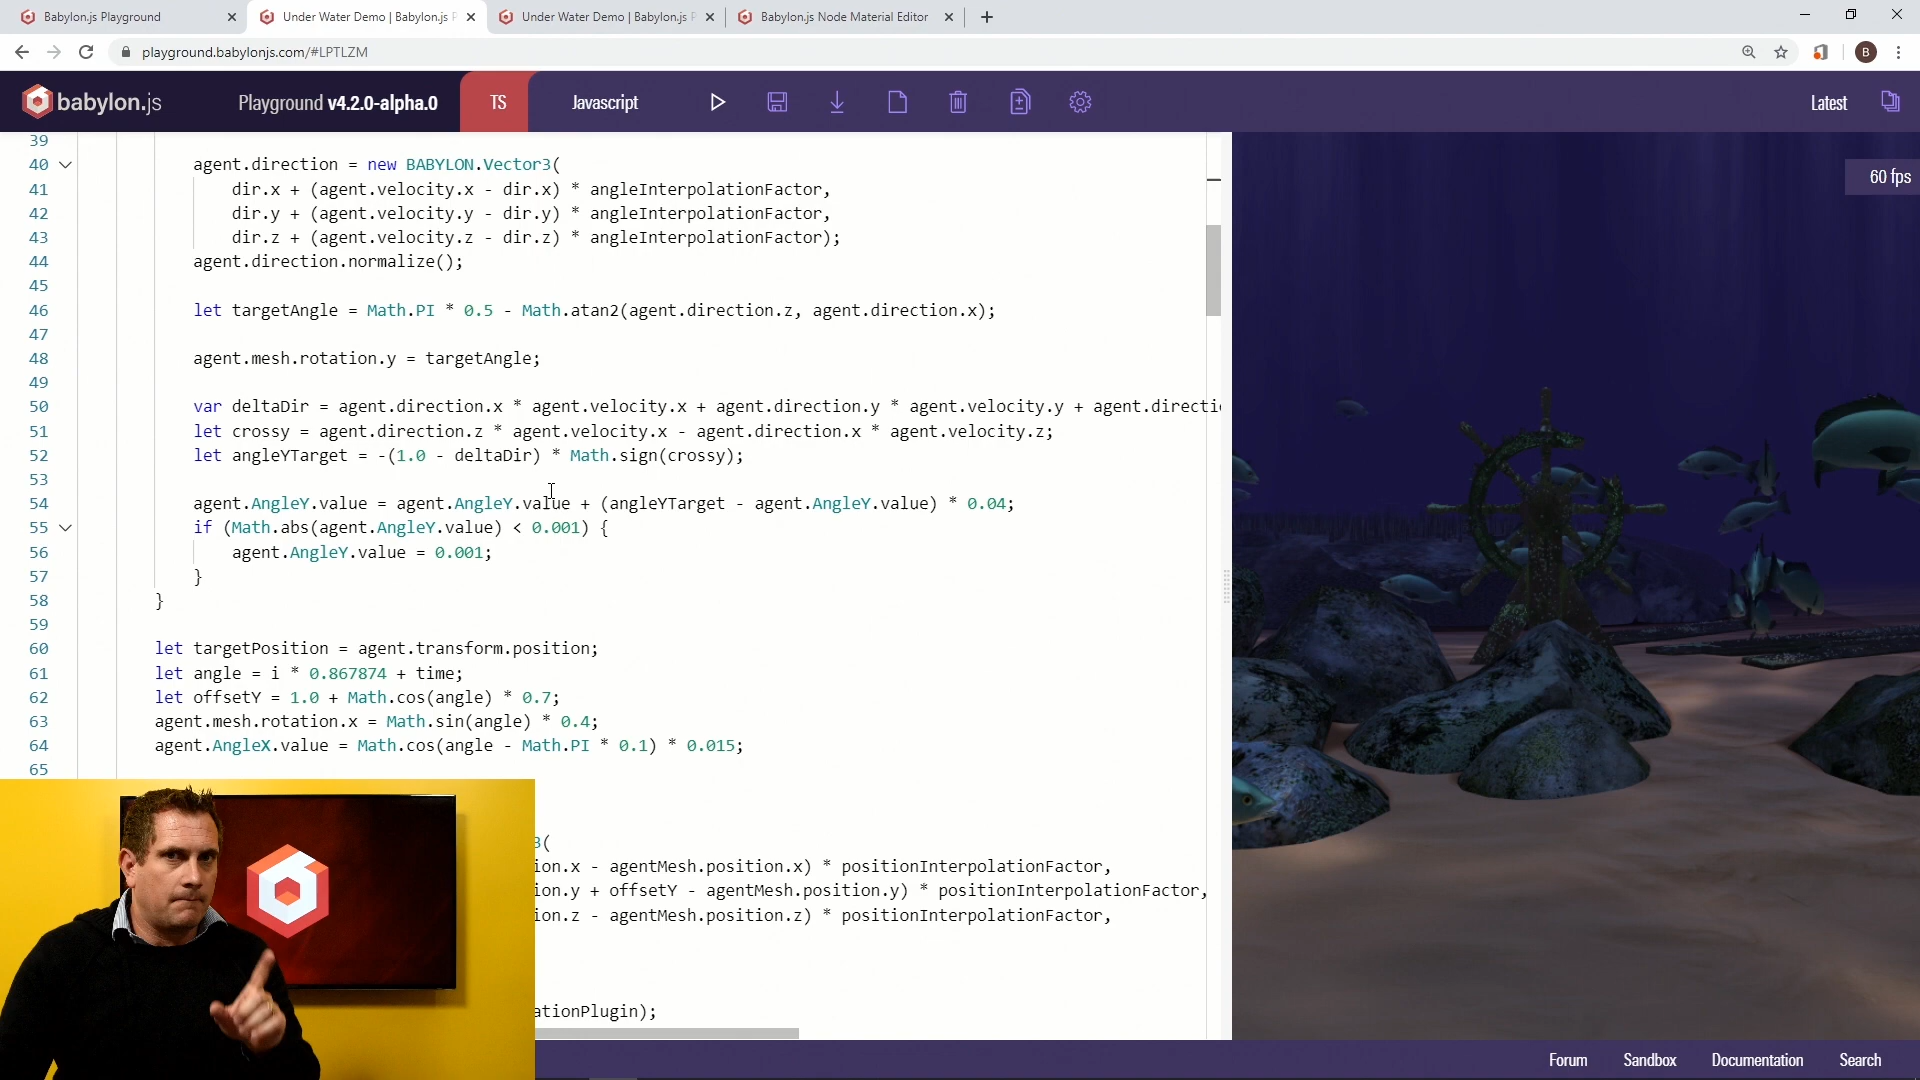 Babylon.js Playground
Under Water Demo | Babylon.js P
Under Water Demo | Babylon.js P
Babylon.js Node Material Editor
playground.babylonjs.com/#LPTLZM
B
babylon.js
Playground v4.2.0-alpha.0
TS
Javascript
Latest
60 fps
39
40 agent.direction = new BABYLON.Vector3(
41 dir.x + (agent.velocity.x - dir.x) * angleInterpolationFactor,
42 dir.y + (agent.velocity.y - dir.y) * angleInterpolationFactor,
43 dir.z + (agent.velocity.z - dir.z) * angleInterpolationFactor);
44 agent.direction.normalize();
45
46 let targetAngle = Math.PI * 0.5 - Math.atan2(agent.direction.z, agent.direction.x);
47
48 agent.mesh.rotation.y = targetAngle;
49
50 var deltaDir = agent.direction.x * agent.velocity.x + agent.direction.y * agent.velocity.y + agent.directi
51 let crossy = agent.direction.z * agent.velocity.x - agent.direction.x * agent.velocity.z;
52 let angleYTarget = -(1.0 - deltaDir) * Math.sign(crossy);
53
54 agent.AngleY.value = agent.AngleY.value + (angleYTarget - agent.AngleY.value) * 0.04;
55 if (Math.abs(agent.AngleY.value) < 0.001) {
56 agent.AngleY.value = 0.001;
57 }
58 }
59
60 let targetPosition = agent.transform.position;
61 let angle = i * 0.867874 + time;
62 let offsetY = 1.0 + Math.cos(angle) * 0.7;
63 agent.mesh.rotation.x = Math.sin(angle) * 0.4;
64 agent.AngleX.value = Math.cos(angle - Math.PI * 0.1) * 0.015;
65
3(
ion.x - agentMesh.position.x) * positionInterpolationFactor,
ion.y + offsetY - agentMesh.position.y) * positionInterpolationFactor,
ion.z - agentMesh.position.z) * positionInterpolationFactor,
ationPlugin);
Forum
Sandbox
Documentation
Search